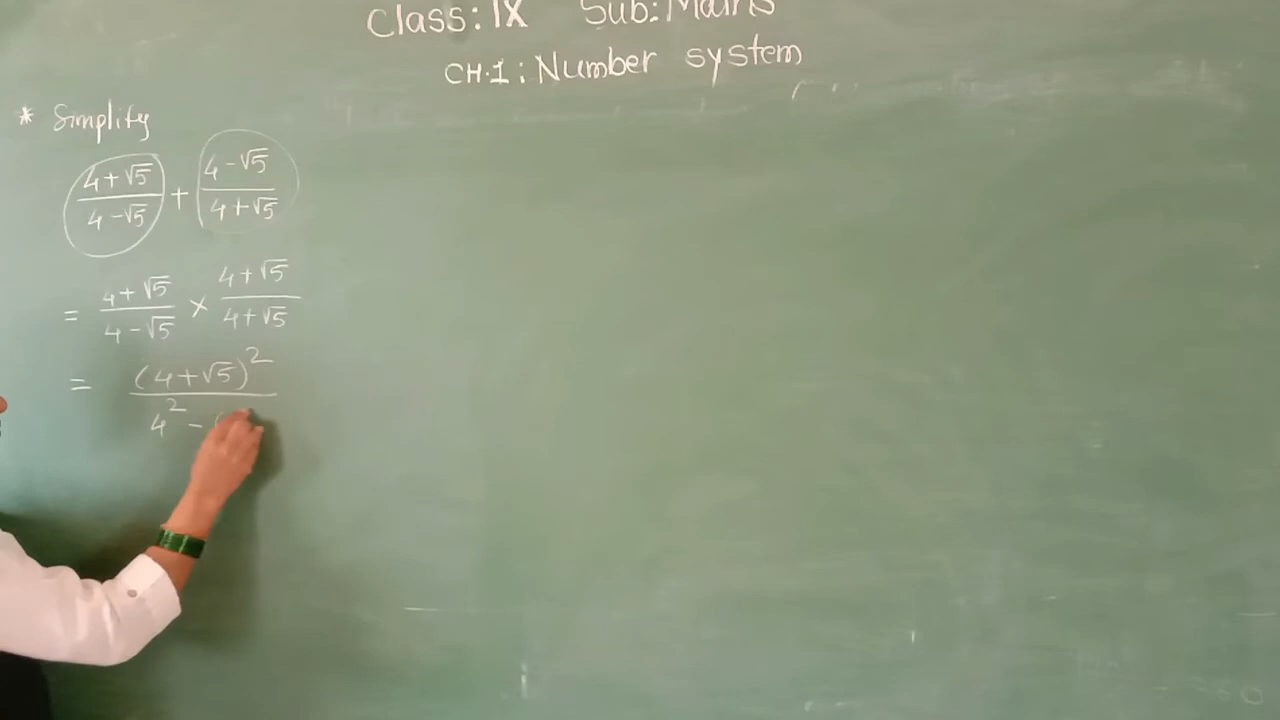 Class: IX Sub: Maths
CH.1: Number system
* Simplify
(4+√5)/(4-√5) + (4-√5)/(4+√5)
= (4+√5)/(4-√5) × (4+√5)/(4+√5)
= (4+√5)²/(4² - (